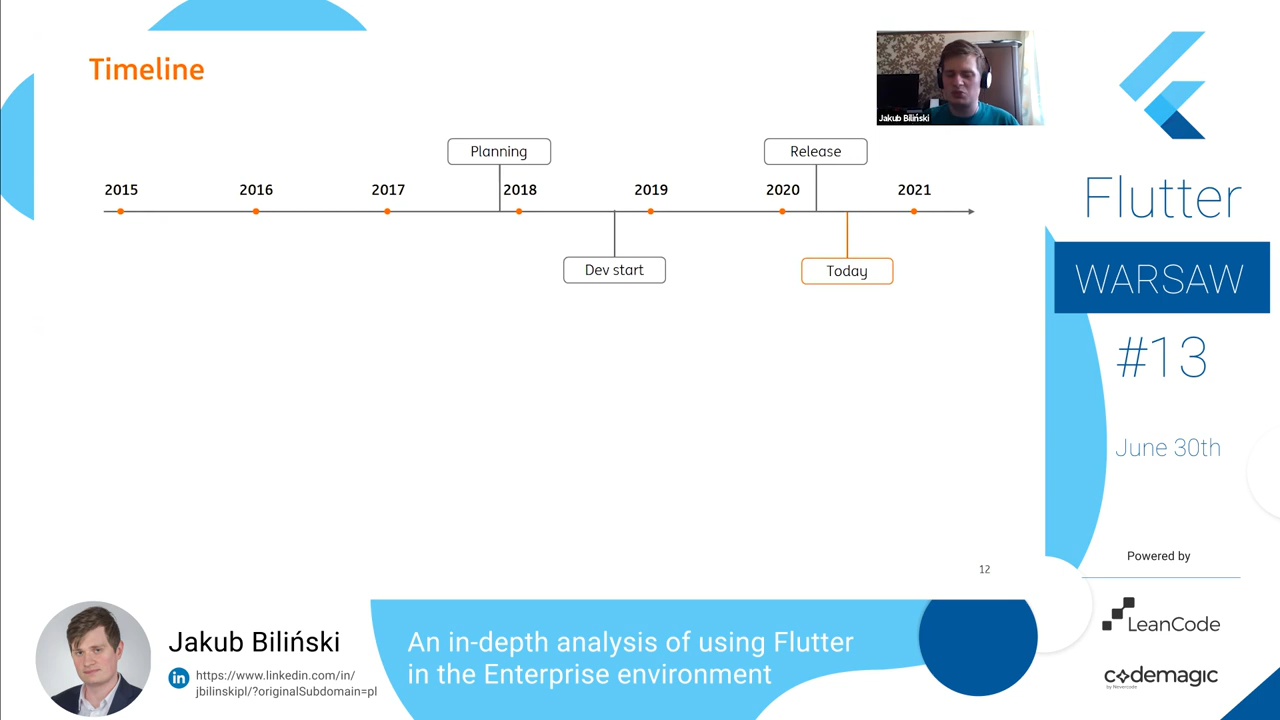 Timeline
Jakub Biliński
Planning
Release
2015 2016 2017 2018 2019 2020 2021
Dev start
Today
12
Flutter
WARSAW
#13
June 30th
Powered by
LeanCode
codemagic
by Nevercode
Jakub Biliński
in
https://www.linkedin.com/in/
jbilinskipl/?originalSubdomain=pl
An in-depth analysis of using Flutter
in the Enterprise environment